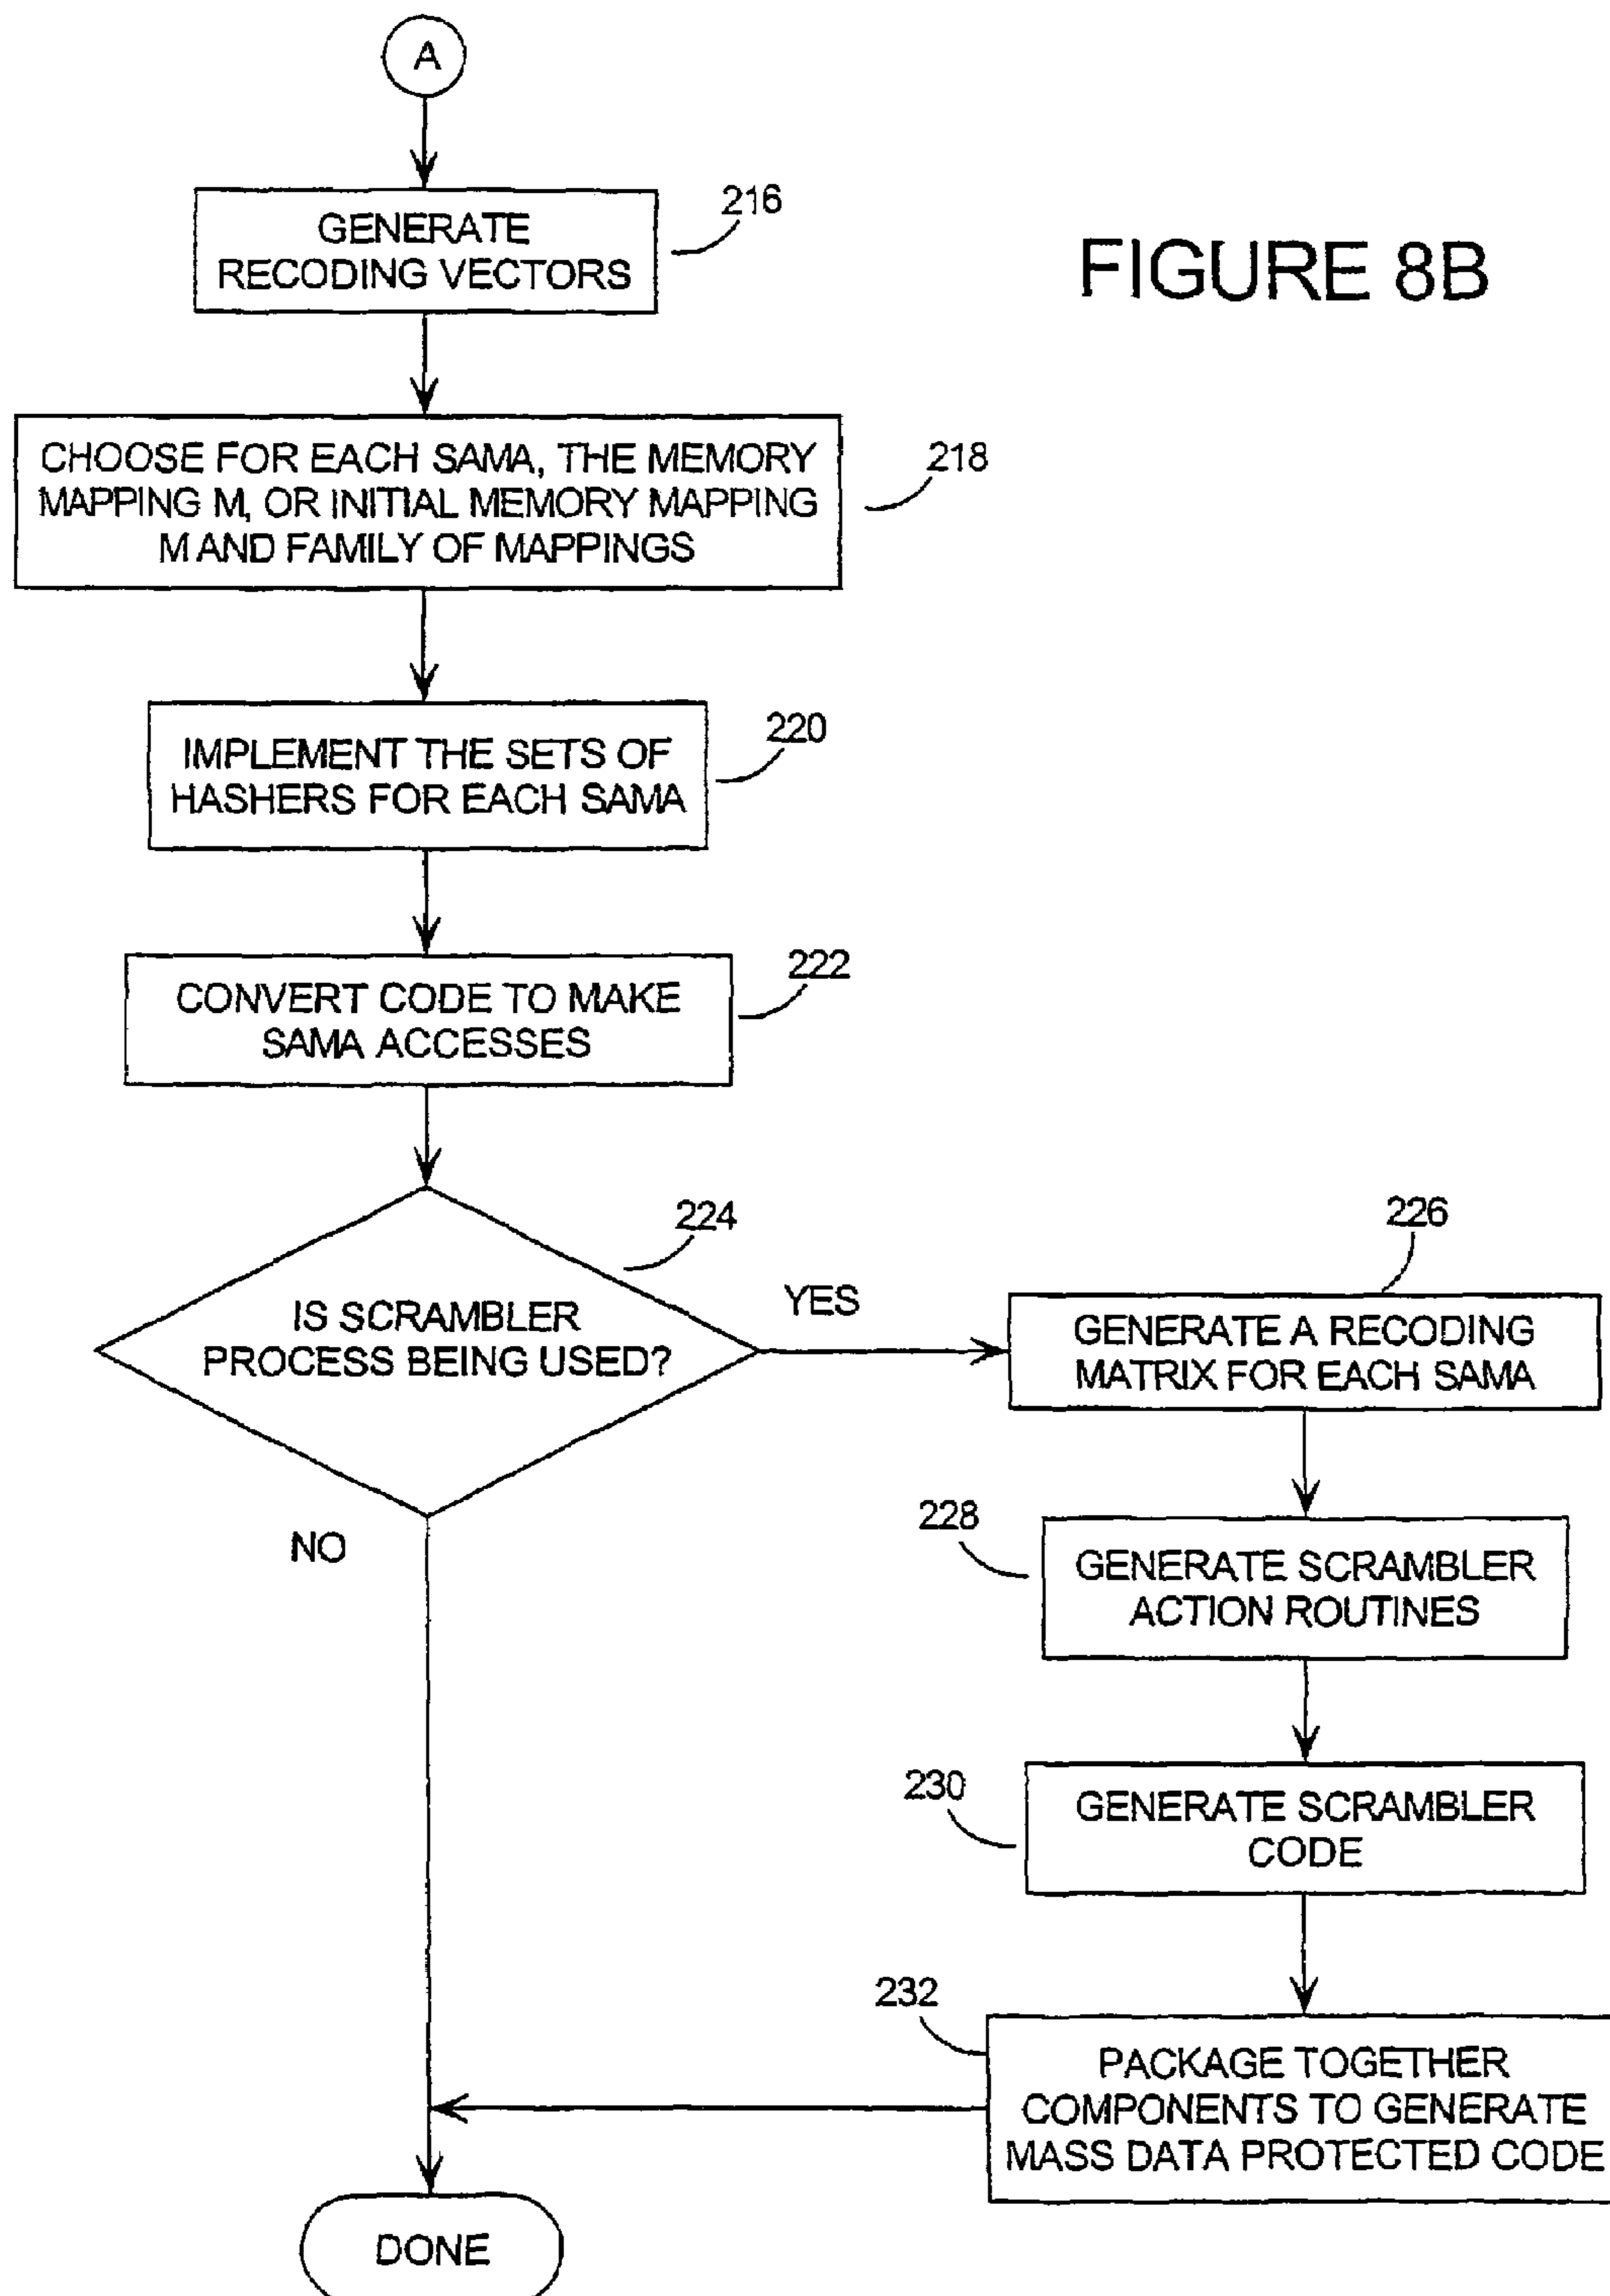 A
GENERATE
RECODING VECTORS
216
FIGURE 8B
CHOOSE FOR EACH SAMA, THE MEMORY
MAPPING M, OR INITIAL MEMORY MAPPING
M AND FAMILY OF MAPPINGS
218
IMPLEMENT THE SETS OF
HASHERS FOR EACH SAMA
220
CONVERT CODE TO MAKE
SAMA ACCESSES
222
IS SCRAMBLER
PROCESS BEING USED?
224
YES
NO
226
GENERATE A RECODING
MATRIX FOR EACH SAMA
228
GENERATE SCRAMBLER
ACTION ROUTINES
230
GENERATE SCRAMBLER
CODE
232
PACKAGE TOGETHER
COMPONENTS TO GENERATE
MASS DATA PROTECTED CODE
DONE